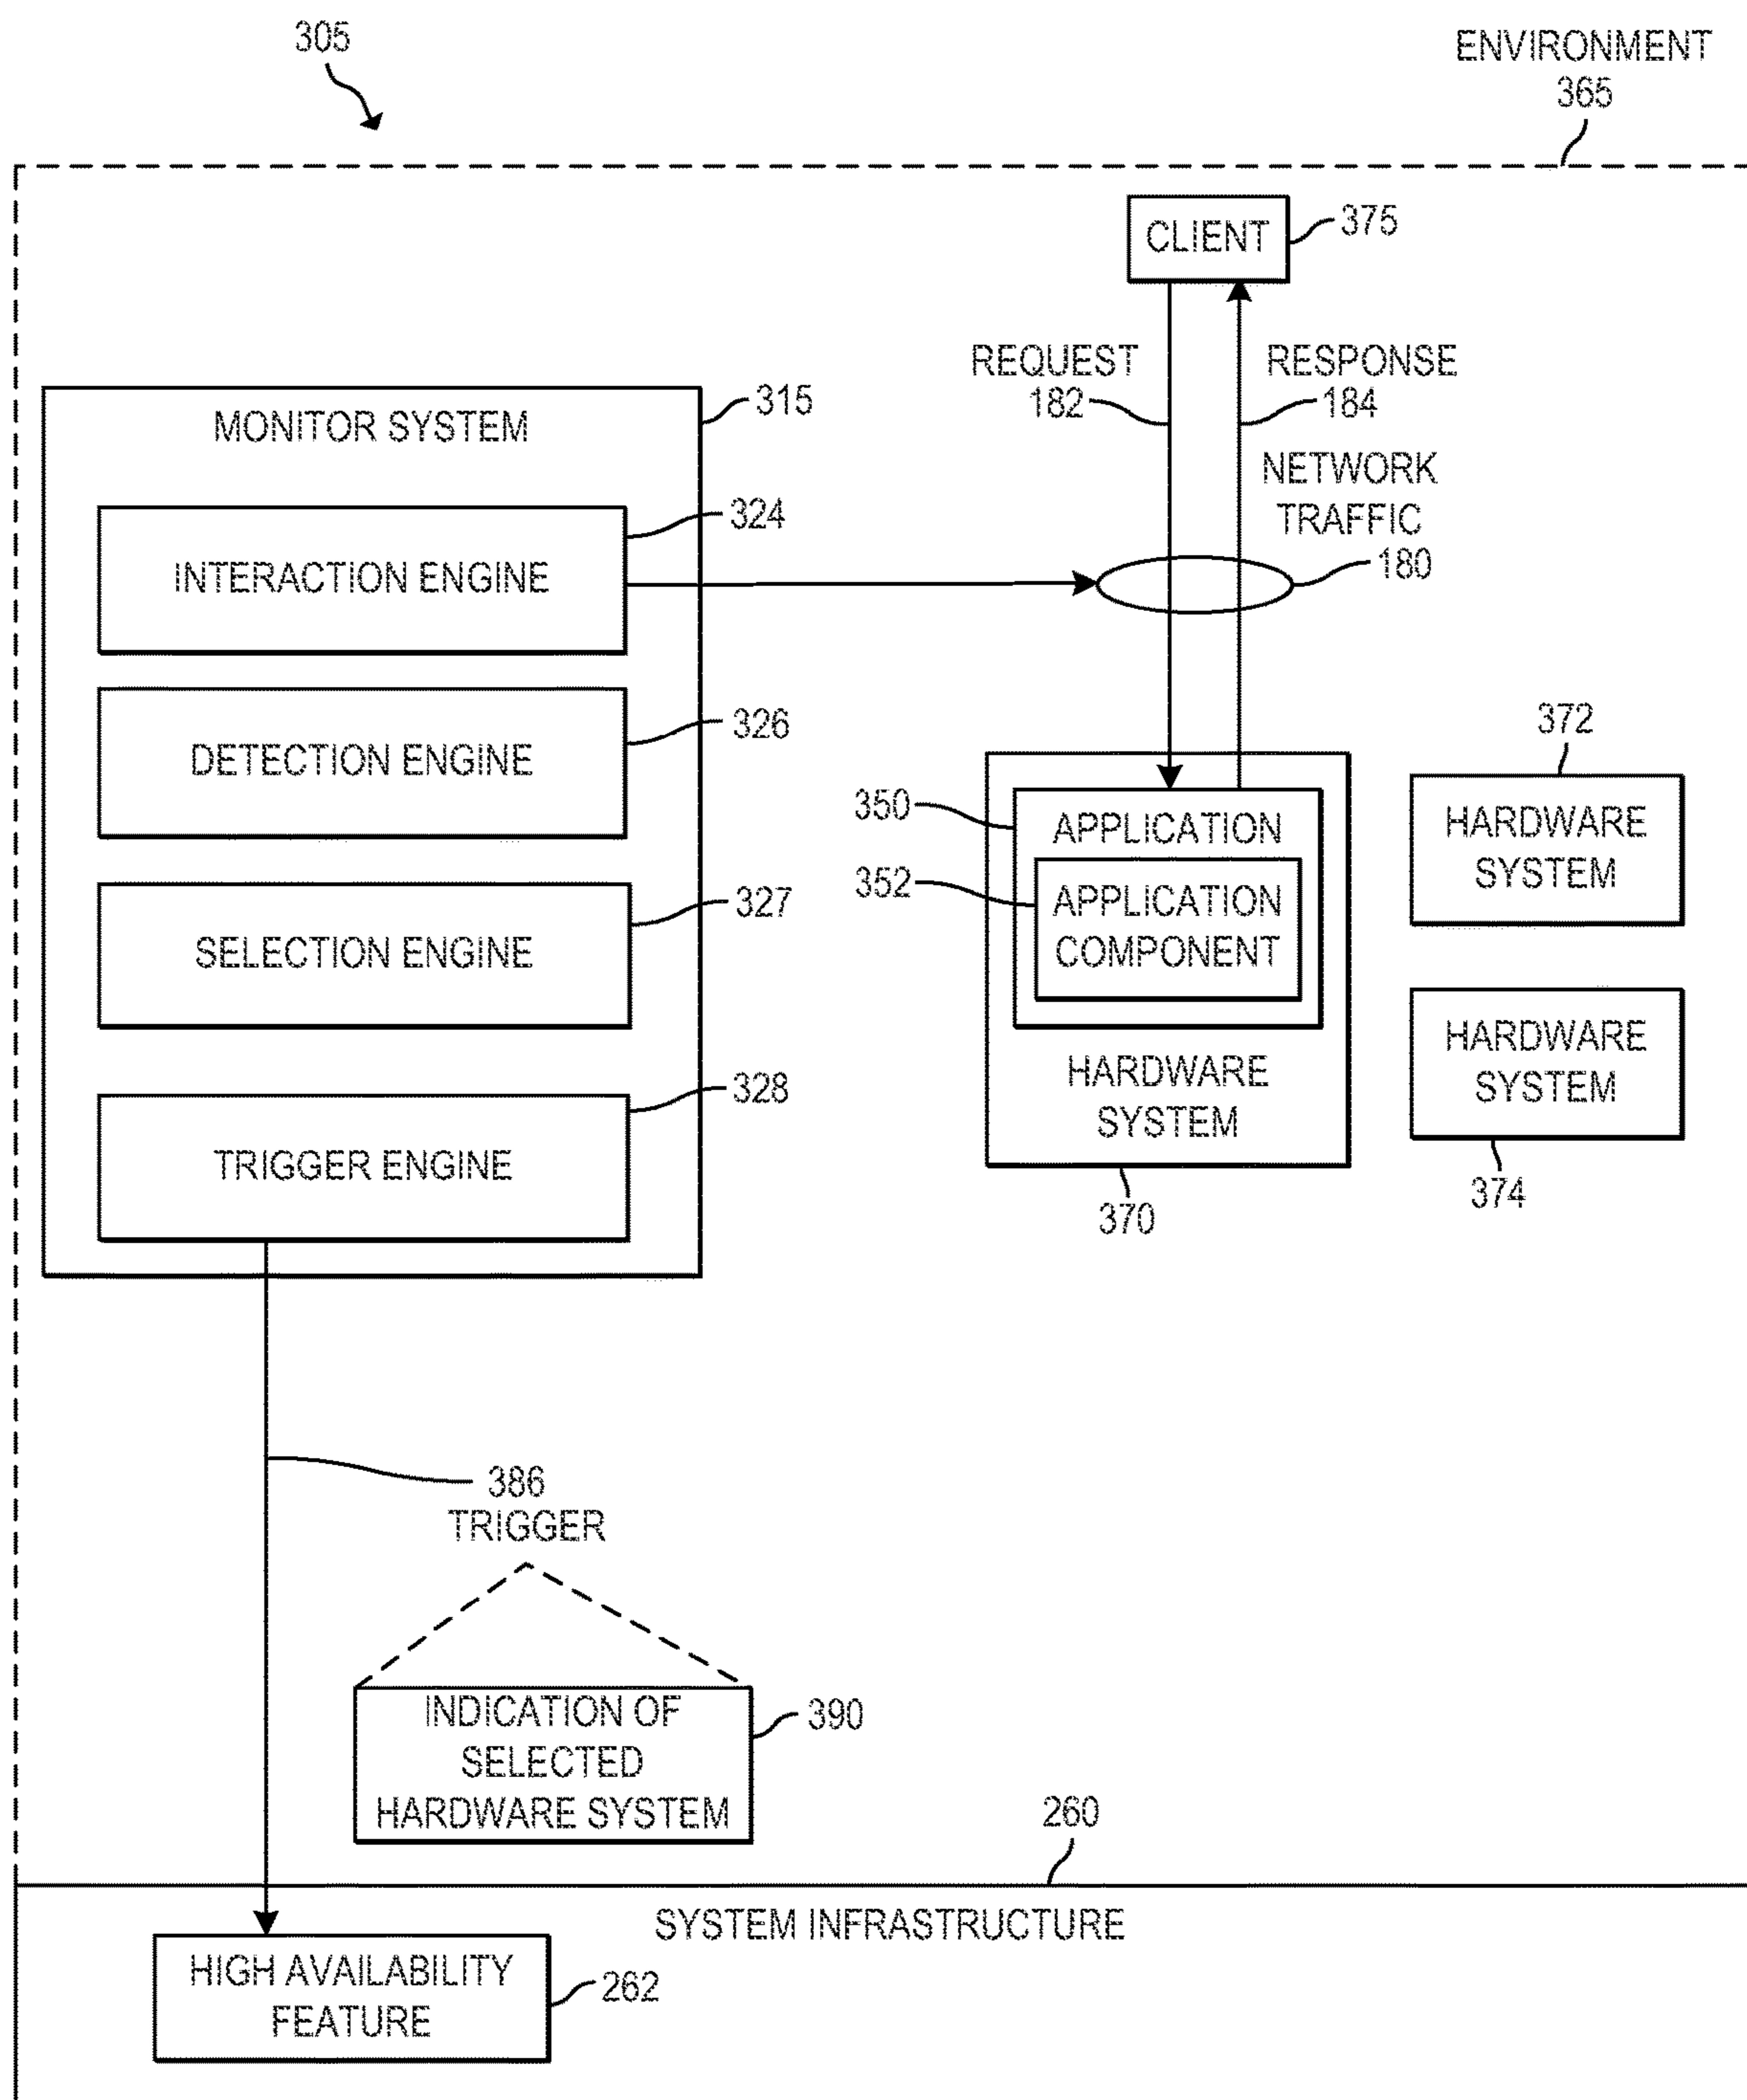 305
ENVIRONMENT
365
CLIENT
375
REQUEST
182
RESPONSE
184
NETWORK
TRAFFIC
180
MONITOR SYSTEM
315
INTERACTION ENGINE
324
DETECTION ENGINE
326
SELECTION ENGINE
327
TRIGGER ENGINE
328
350
APPLICATION
352
APPLICATION
COMPONENT
HARDWARE
SYSTEM
370
372
HARDWARE
SYSTEM
HARDWARE
SYSTEM
374
386
TRIGGER
INDICATION OF
SELECTED
HARDWARE SYSTEM
390
260
SYSTEM INFRASTRUCTURE
HIGH AVAILABILITY
FEATURE
262